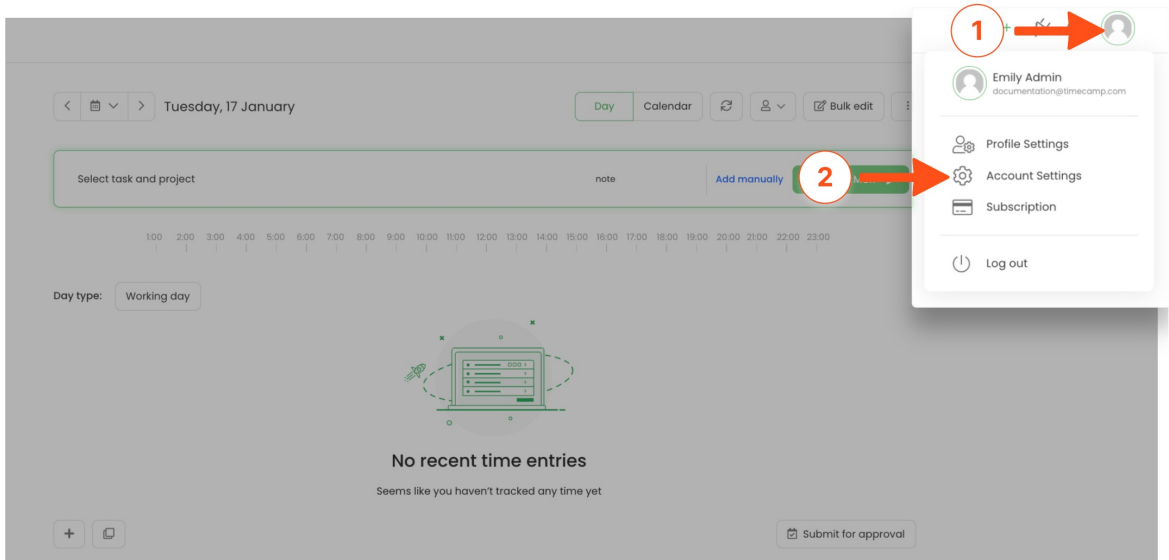 1
Emily Admin
documentation@timecamp.com
Tuesday, 17 January
Day
Calendar
Bulk edit
Profile Settings
Select task and project
note
Add manually
2
Account Settings
Subscription
1:00 2:00 3:00 4:00 5:00 6:00 7:00 8:00 9:00 10:00 11:00 12:00 13:00 14:00 15:00 16:00 17:00 18:00 19:00 20:00 21:00 22:00 23:00
Log out
Day type:
Working day
No recent time entries
Seems like you haven't tracked any time yet
Submit for approval